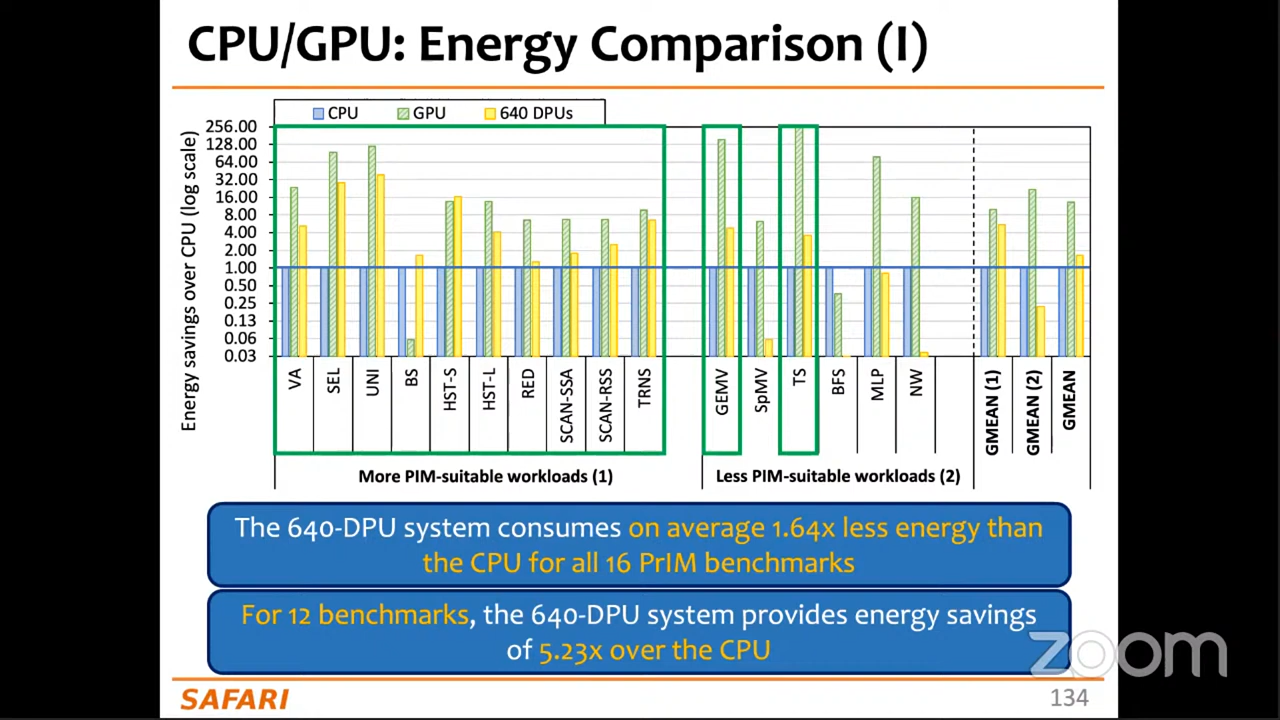 CPU/GPU: Energy Comparison (I)
CPU GPU 640 DPUs
Energy savings over CPU (log scale)
256.00
128.00
64.00
32.00
16.00
8.00
4.00
2.00
1.00
0.50
0.25
0.13
0.06
0.03
VA
SEL
UNI
BS
HST-S
HST-L
RED
SCAN-SSA
SCAN-RSS
TRNS
GEMV
SpMV
TS
BFS
MLP
NW
GMEAN (1)
GMEAN (2)
GMEAN
More PIM-suitable workloads (1)
Less PIM-suitable workloads (2)
The 640-DPU system consumes on average 1.64x less energy than
the CPU for all 16 PrIM benchmarks
For 12 benchmarks, the 640-DPU system provides energy savings
of 5.23x over the CPU
zoom
SAFARI
134